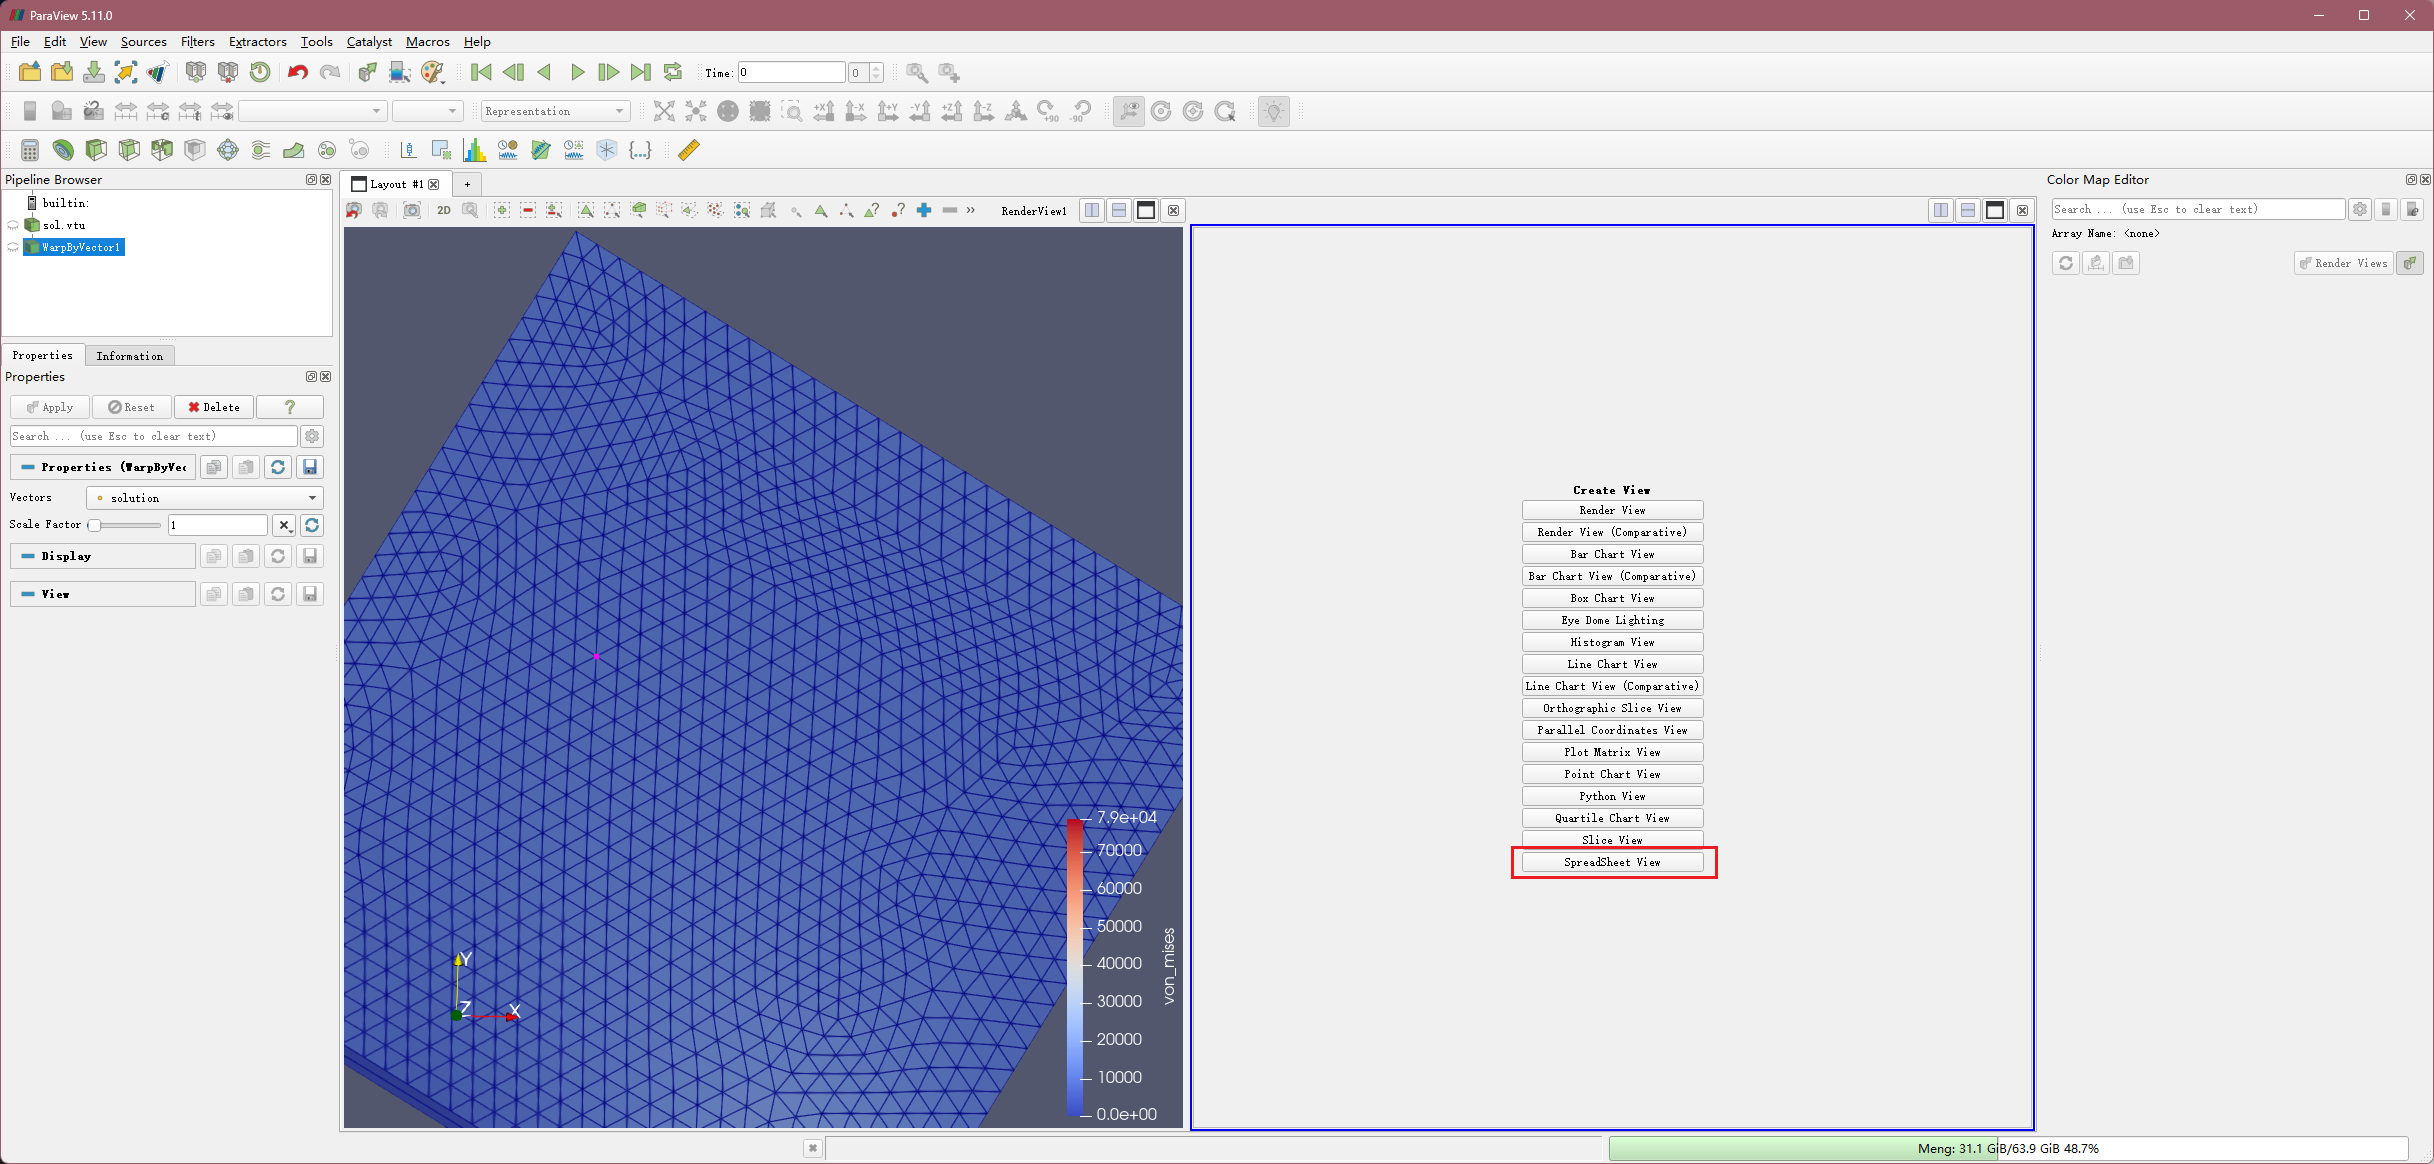 ParaView 5.11.0
File Edit View Sources Filters Extractors Tools Catalyst Macros Help
Time: 0 0
Representation
+X -X +Y -Y +Z -Z +90 -90
Pipeline Browser
builtin:
sol.vtu
WarpByVector1
Properties Information
Properties
Apply Reset Delete ?
Search ... (use Esc to clear text)
Properties (WarpByVec
Vectors solution
Scale Factor 1
Display
View
Layout #1 +
2D RenderView1
7.9e+04
70000
60000
50000
40000
30000
20000
10000
0.0e+00
von_mises
Y
Z
X
Create View
Render View
Render View (Comparative)
Bar Chart View
Bar Chart View (Comparative)
Box Chart View
Eye Dome Lighting
Histogram View
Line Chart View
Line Chart View (Comparative)
Orthographic Slice View
Parallel Coordinates View
Plot Matrix View
Point Chart View
Python View
Quartile Chart View
Slice View
SpreadSheet View
Color Map Editor
Search ... (use Esc to clear text)
Array Name: <none>
Render Views
Meng: 31.1 GiB/63.9 GiB 48.7%